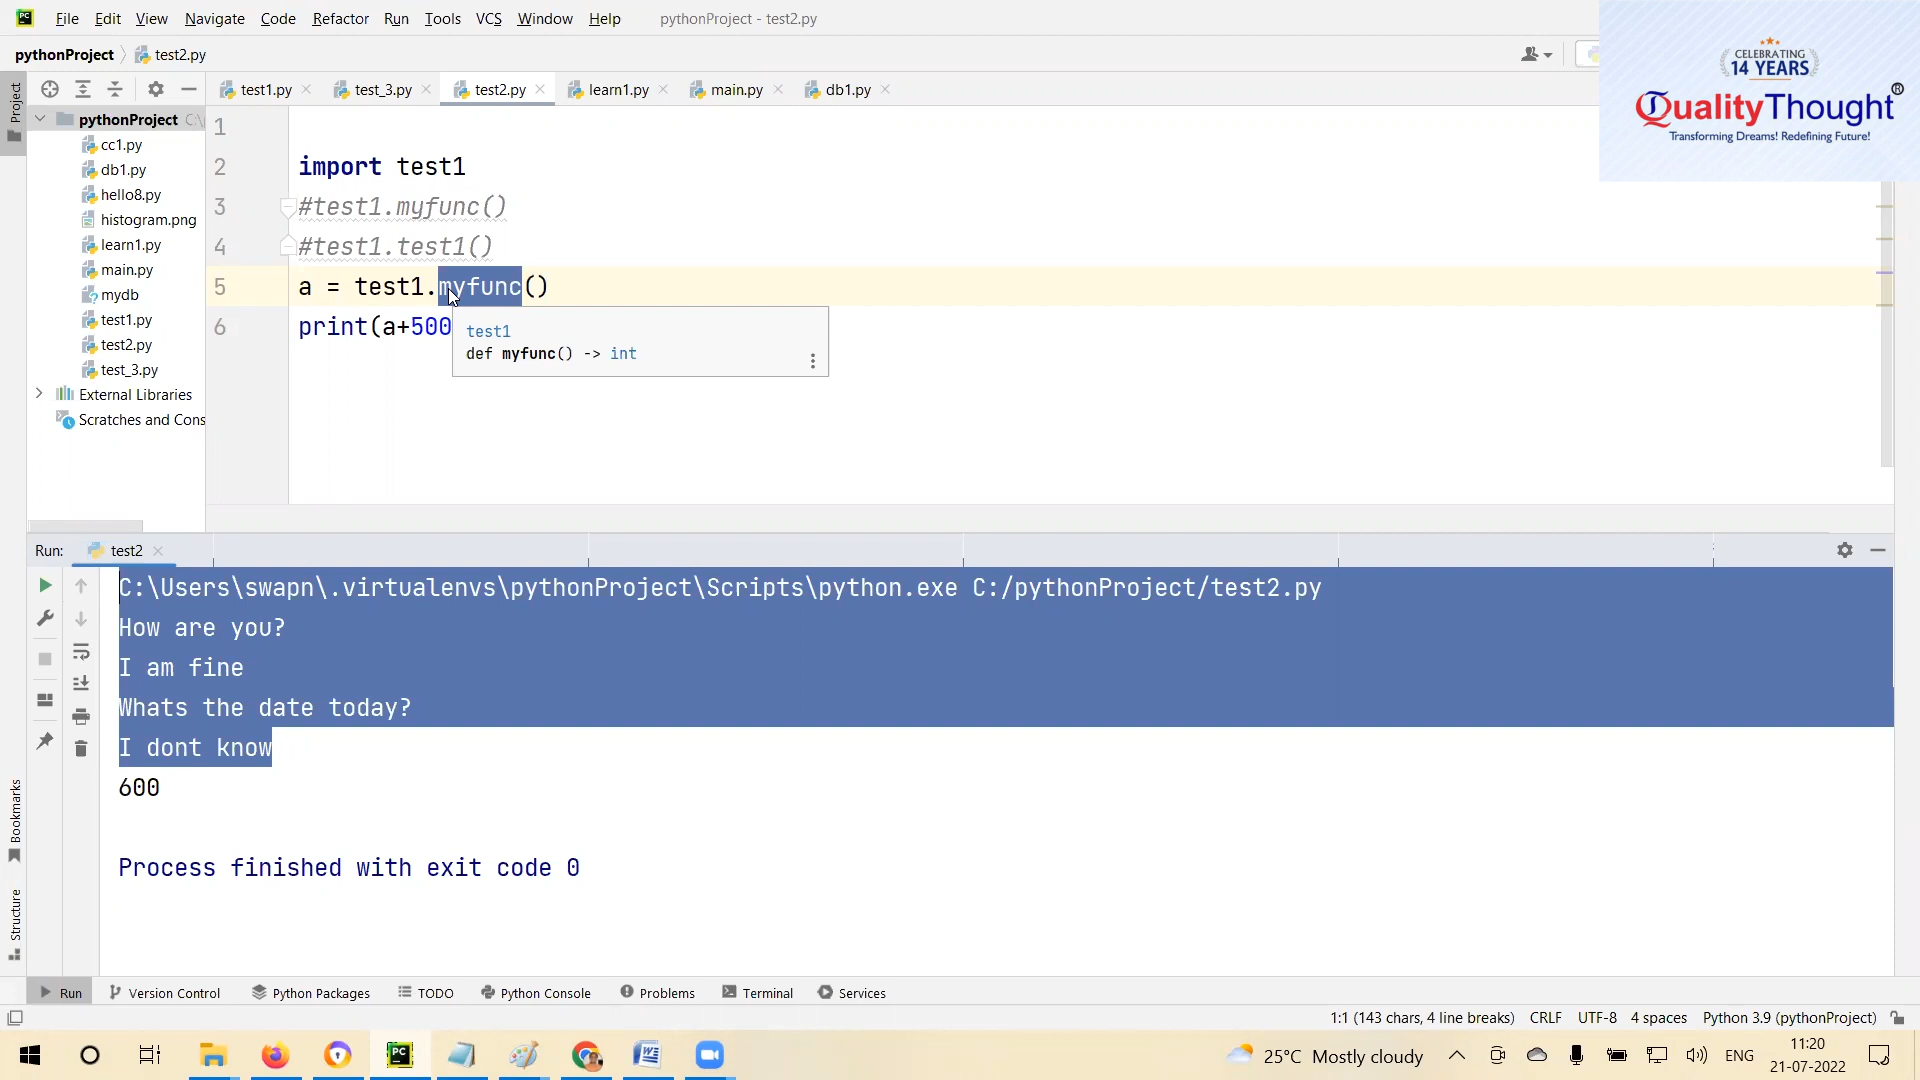 PC File Edit View Navigate Code Refactor Run Tools VCS Window Help pythonProject - test2.py
CELEBRATING
14 YEARS
QualityThought®
Transforming Dreams! Redefining Future!
pythonProject test2.py
Project
test1.py test_3.py test2.py learn1.py main.py db1.py
pythonProject C:\
cc1.py
db1.py
hello8.py
histogram.png
learn1.py
main.py
mydb
test1.py
test2.py
test_3.py
External Libraries
Scratches and Cons
1
2 import test1
3 #test1.myfunc()
4 #test1.test1()
5 a = test1.myfunc()
6 print(a+500
test1
def myfunc() -> int
Run: test2
C:\Users\swapn\.virtualenvs\pythonProject\Scripts\python.exe C:/pythonProject/test2.py
How are you?
I am fine
Whats the date today?
I dont know
600
Process finished with exit code 0
Bookmarks
Structure
Run Version Control Python Packages TODO Python Console Problems Terminal Services
1:1 (143 chars, 4 line breaks) CRLF UTF-8 4 spaces Python 3.9 (pythonProject)
PC 25°C Mostly cloudy ENG
11:20
21-07-2022